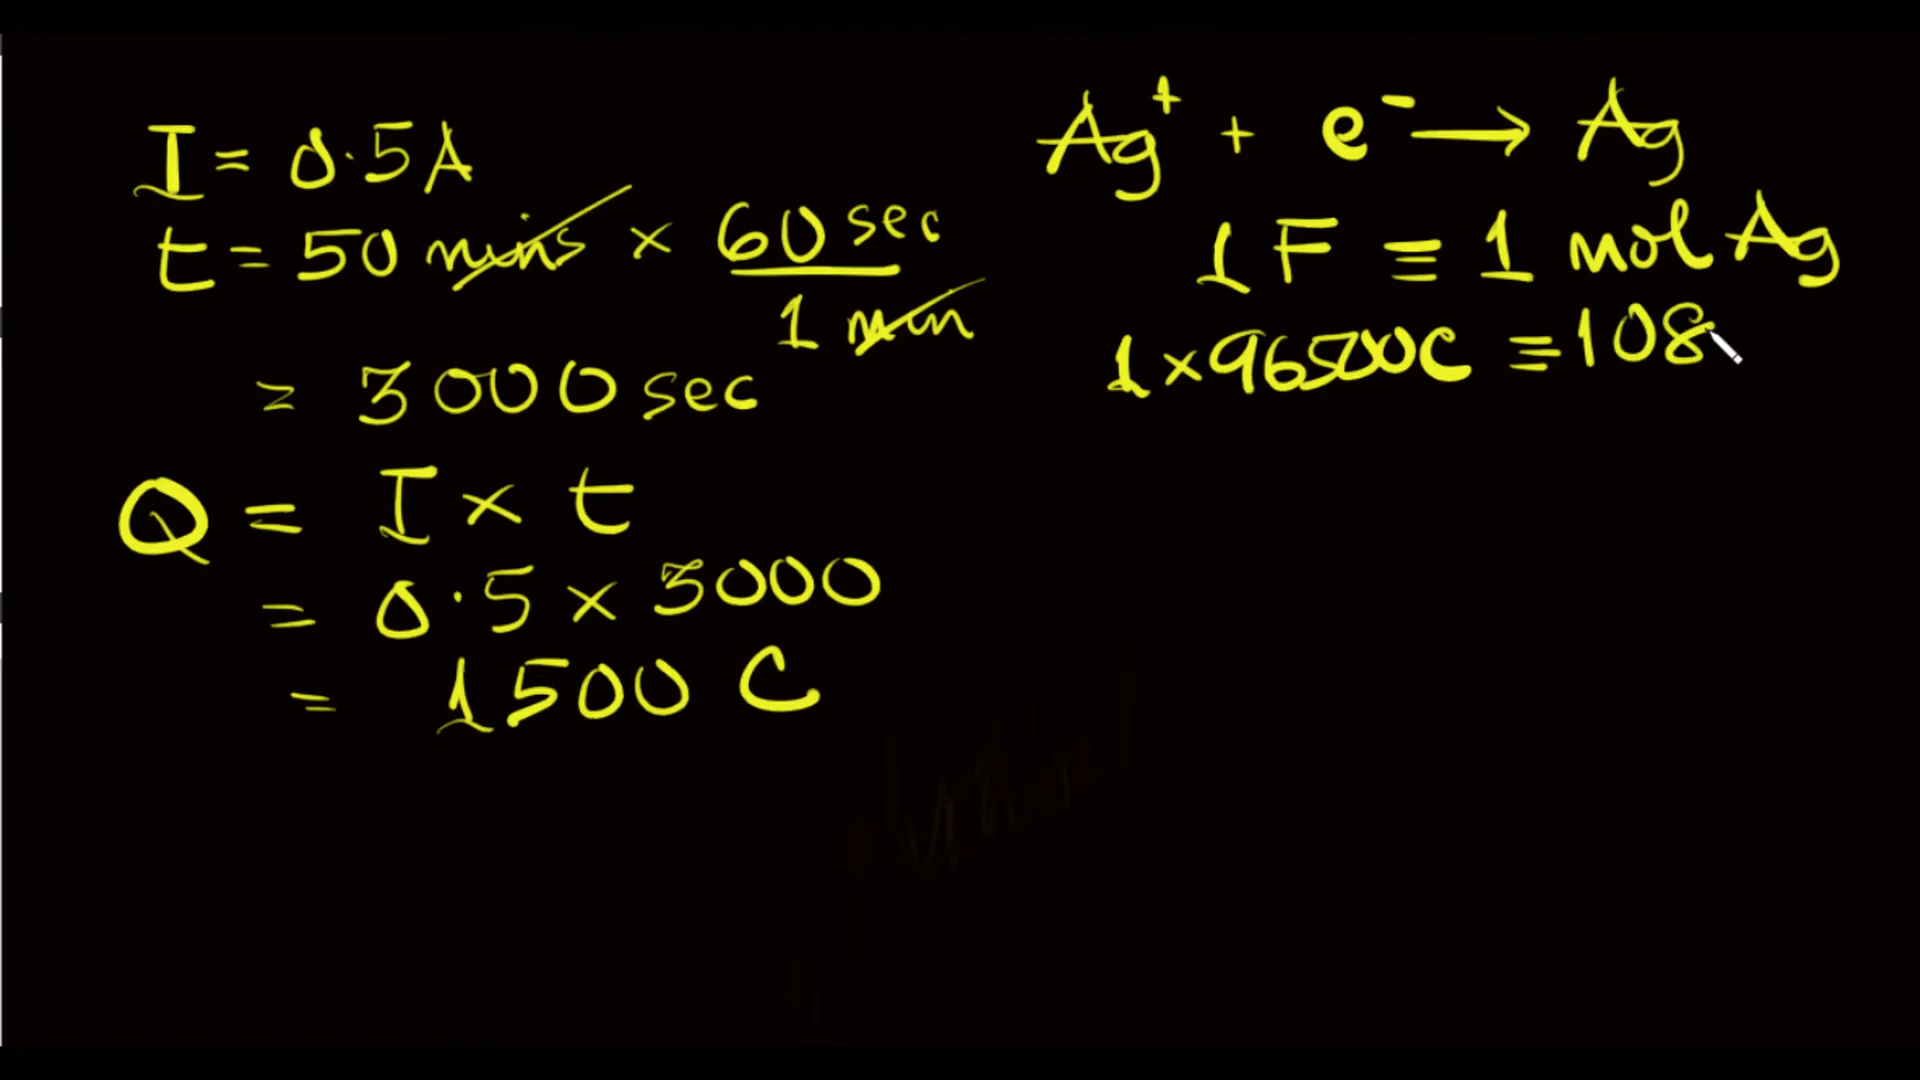 I = 0.5A
t = 50 mins × 60 sec
1 min
= 3000 sec
Q = I × t
= 0.5 × 3000
= 1500 C
Ag⁺ + e⁻ → Ag
1 F ≡ 1 mol Ag
1 × 96500C ≡ 108